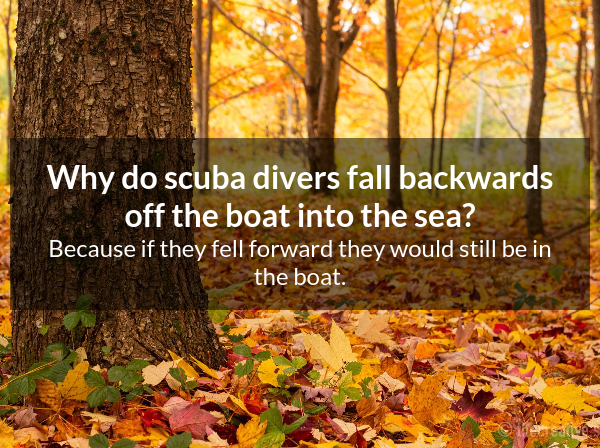 Why do scuba divers fall backwards
off the boat into the sea?
Because if they fell forward they would still be in
the boat.